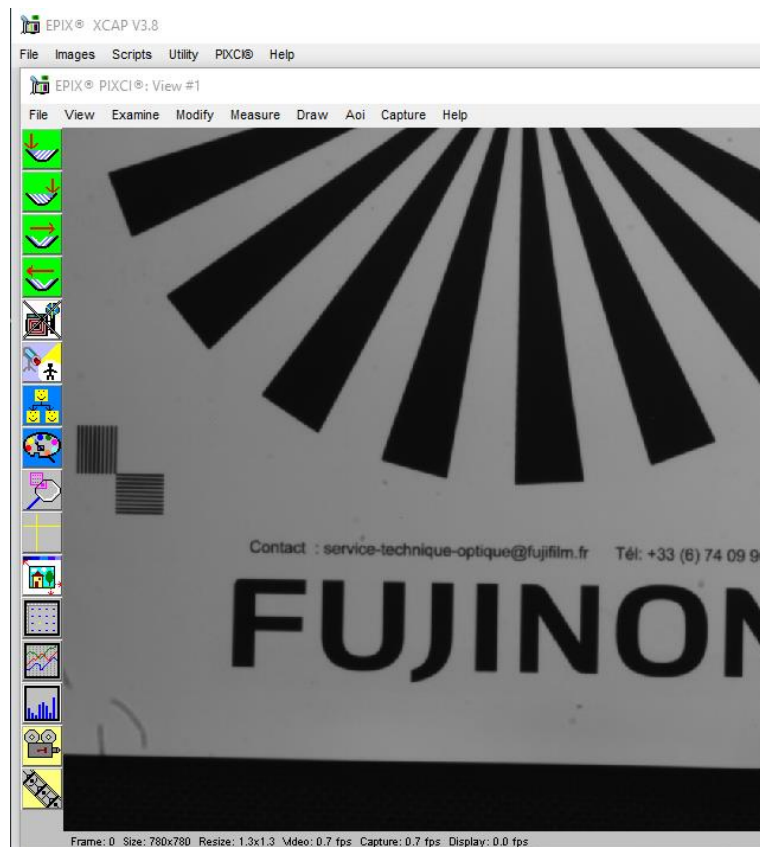 EPIX® XCAP V3.8
File Images Scripts Utility PIXCI® Help
EPIX® PIXCI®: View #1
File View Examine Modify Measure Draw Aoi Capture Help
Contact : service-technique-optique@fujifilm.fr Tél: +33 (6) 74 09 9
FUJINON
Frame: 0 Size: 780x780 Resize: 1.3x1.3 Video: 0.7 fps Capture: 0.7 fps Display: 0.0 fps